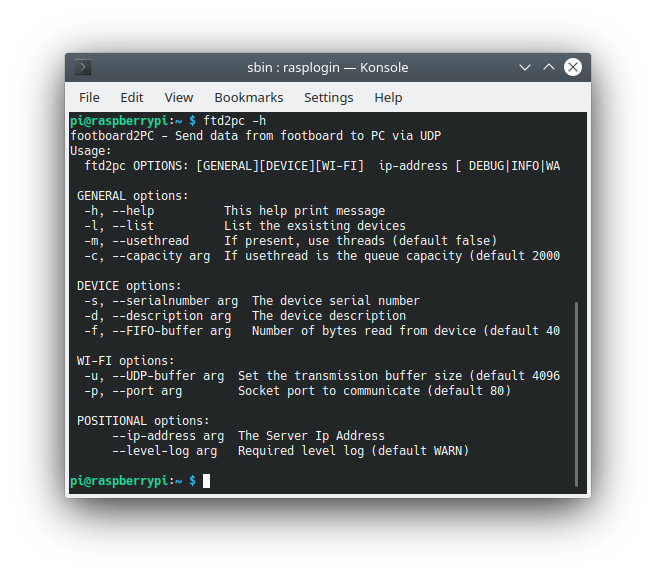 sbin : rasplogin — Konsole
File Edit View Bookmarks Settings Help
pi@raspberrypi:~ $ ftd2pc -h
footboard2PC - Send data from footboard to PC via UDP
Usage:
  ftd2pc OPTIONS: [GENERAL][DEVICE][WI-FI]  ip-address [ DEBUG|INFO|WA
 GENERAL options:
  -h, --help          This help print message
  -l, --list          List the exsisting devices
  -m, --usethread     If present, use threads (default false)
  -c, --capacity arg  If usethread is the queue capacity (default 2000
 DEVICE options:
  -s, --serialnumber arg  The device serial number
  -d, --description arg   The device description
  -f, --FIFO-buffer arg   Number of bytes read from device (default 40
 WI-FI options:
  -u, --UDP-buffer arg  Set the transmission buffer size (default 4096
  -p, --port arg        Socket port to communicate (default 80)
 POSITIONAL options:
      --ip-address arg  The Server Ip Address
      --level-log arg   Required level log (default WARN)
pi@raspberrypi:~ $